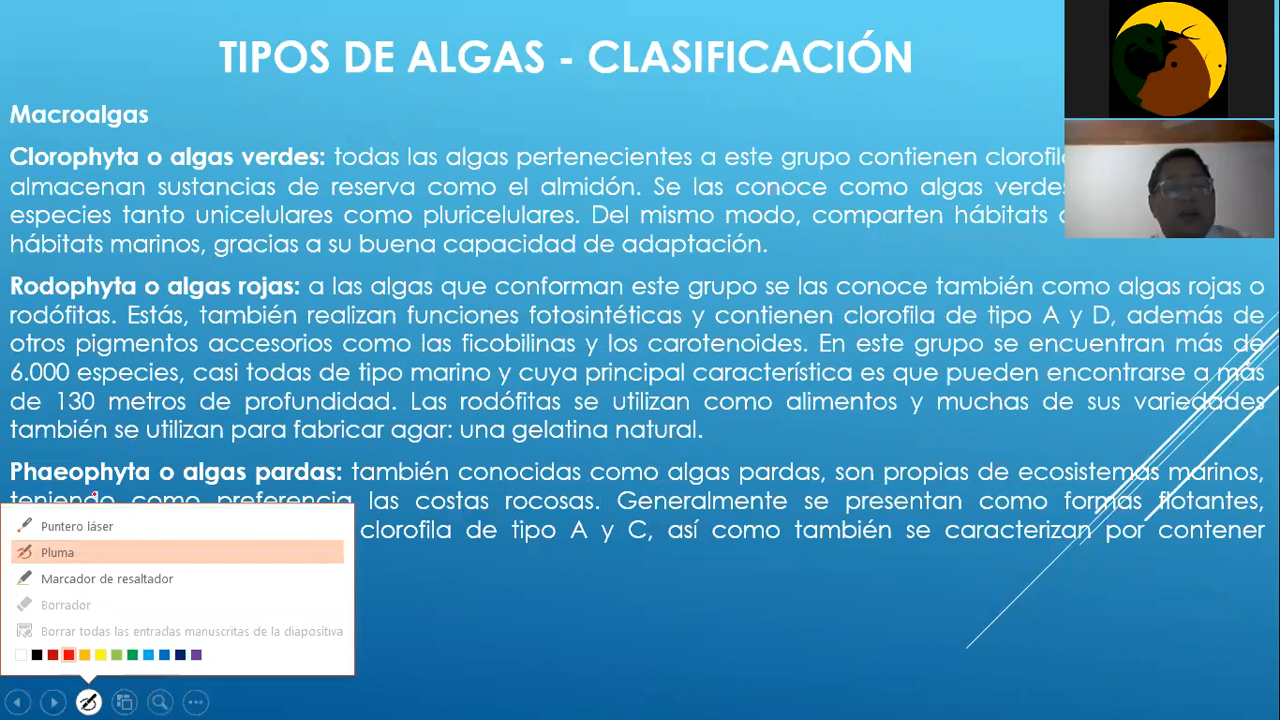 TIPOS DE ALGAS - CLASIFICACIÓN
Macroalgas
Clorophyta o algas verdes: todas las algas pertenecientes a este grupo contienen
almacenan sustancias de reserva como el almidón. Se las conoce como algas
especies tanto unicelulares como pluricelulares. Del mismo modo, comparten hábitats
hábitats marinos, gracias a su buena capacidad de adaptación.
Rodophyta o algas rojas: a las algas que conforman este grupo se las conoce también como algas rojas o
rodófitas. Estás, también realizan funciones fotosintéticas y contienen clorofila de tipo A y D, además de
otros pigmentos accesorios como las ficobilinas y los carotenoides. En este grupo se encuentran más de
6.000 especies, casi todas de tipo marino y cuya principal característica es que pueden encontrarse a más
de 130 metros de profundidad. Las rodófitas se utilizan como alimentos y muchas de sus variedades
también se utilizan para fabricar agar: una gelatina natural.
Phaeophyta o algas pardas: también conocidas como algas pardas, son propias de ecosistemas marinos,
teniendo como preferencia las costas rocosas. Generalmente se presentan como formas flotantes,
clorofila de tipo A y C, así como también se caracterizan por contener
Puntero láser
Pluma
Marcador de resaltador
Borrador
Borrar todas las entradas manuscritas de la diapositiva